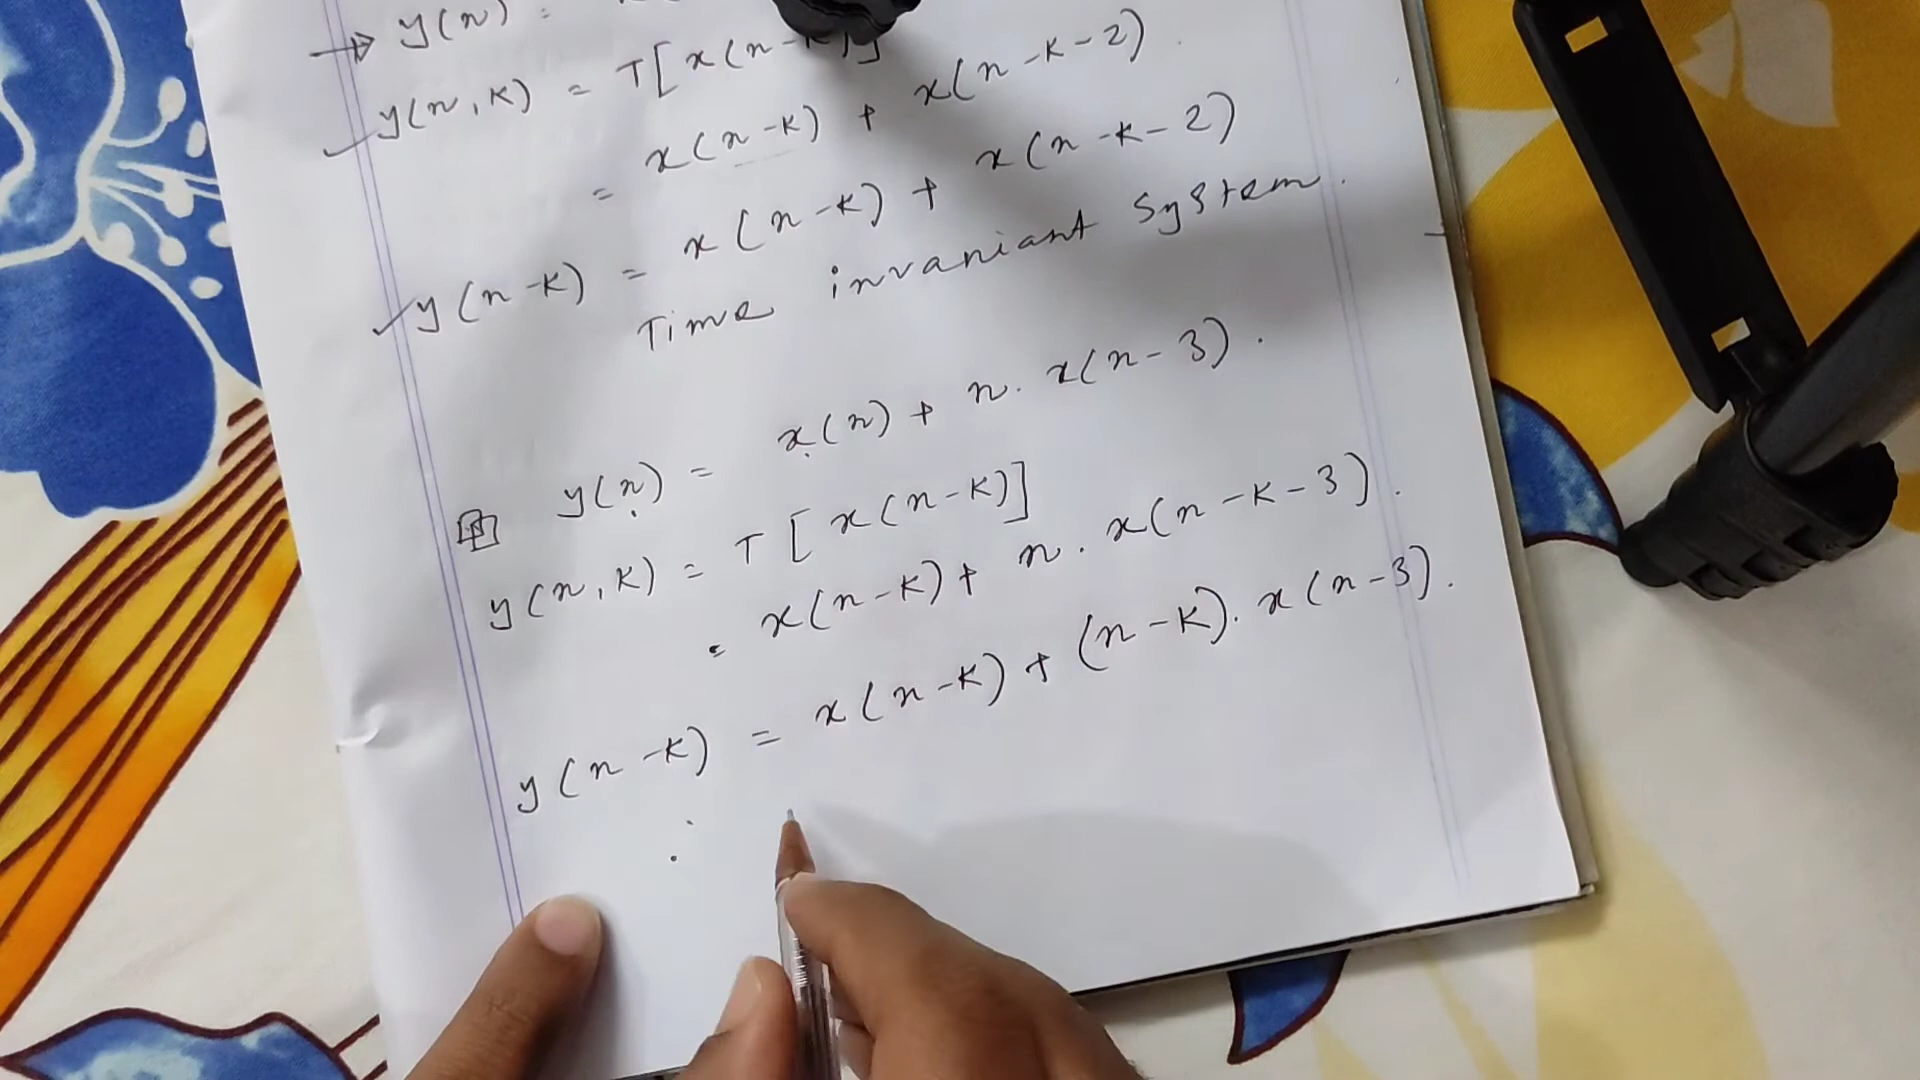 → y(n) =
y(n,k) = T[x(n-k)]
= x(n-k) + x(n-k-2)
y(n-k) = x(n-k) + x(n-k-2)
Time invariant System.
y(n) = x(n) + n. x(n-3).
y(n,k) = T[x(n-k)]
= x(n-k) + n. x(n-k-3).
y(n-k) = x(n-k) + (n-k). x(n-3).